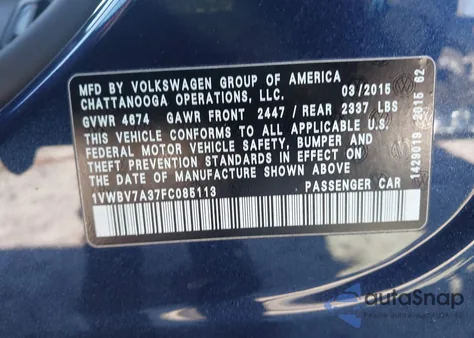 MFD BY VOLKSWAGEN GROUP OF AMERICA
CHATTANOOGA OPERATIONS, LLC. 03/2015
GVWR 4674 GAWR FRONT 2447 / REAR 2337 LBS
THIS VEHICLE CONFORMS TO ALL APPLICABLE U.S.
FEDERAL MOTOR VEHICLE SAFETY, BUMPER AND
THEFT PREVENTION STANDARDS IN EFFECT ON
THE DATE OF MANUFACTURE SHOWN ABOVE
1VWBV7A37FC085113 PASSENGER CAR
1429019 2015 62
autoSnap